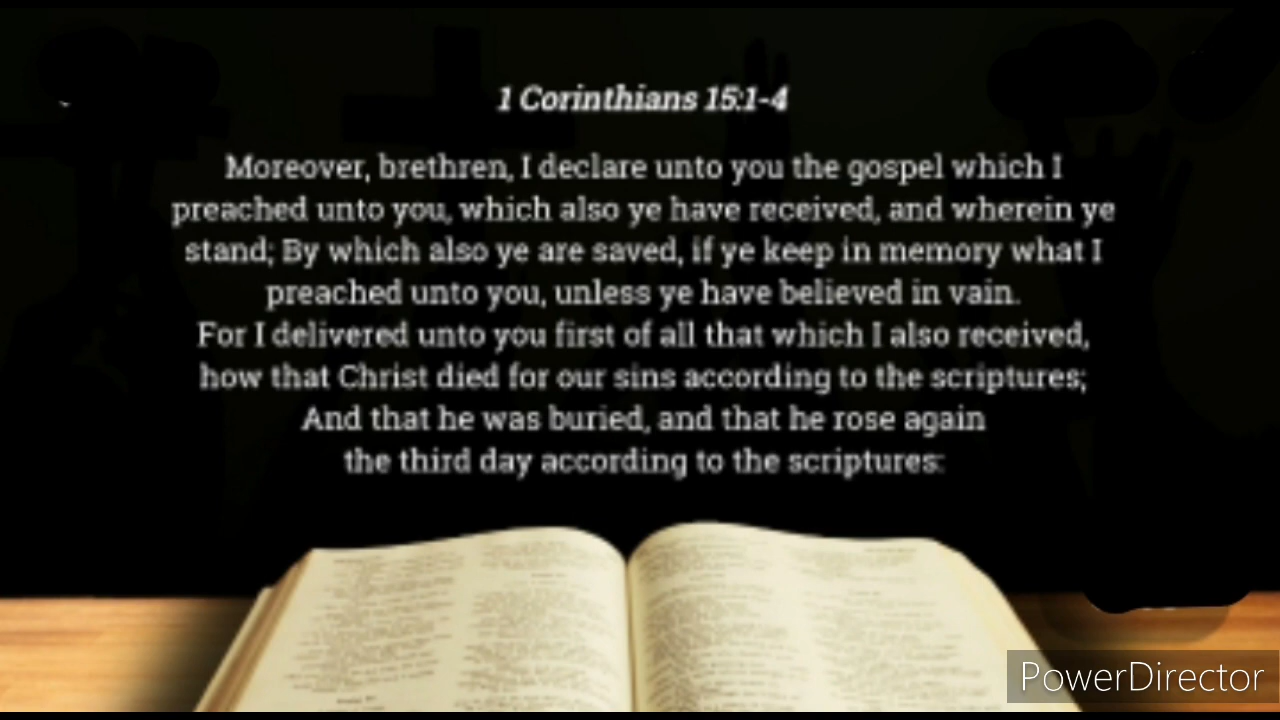 1 Corinthians 15:1-4
Moreover, brethren, I declare unto you the gospel which I
preached unto you, which also ye have received, and wherein ye
stand; By which also ye are saved, if ye keep in memory what I
preached unto you, unless ye have believed in vain.
For I delivered unto you first of all that which I also received,
how that Christ died for our sins according to the scriptures;
And that he was buried, and that he rose again
the third day according to the scriptures:
PowerDirector